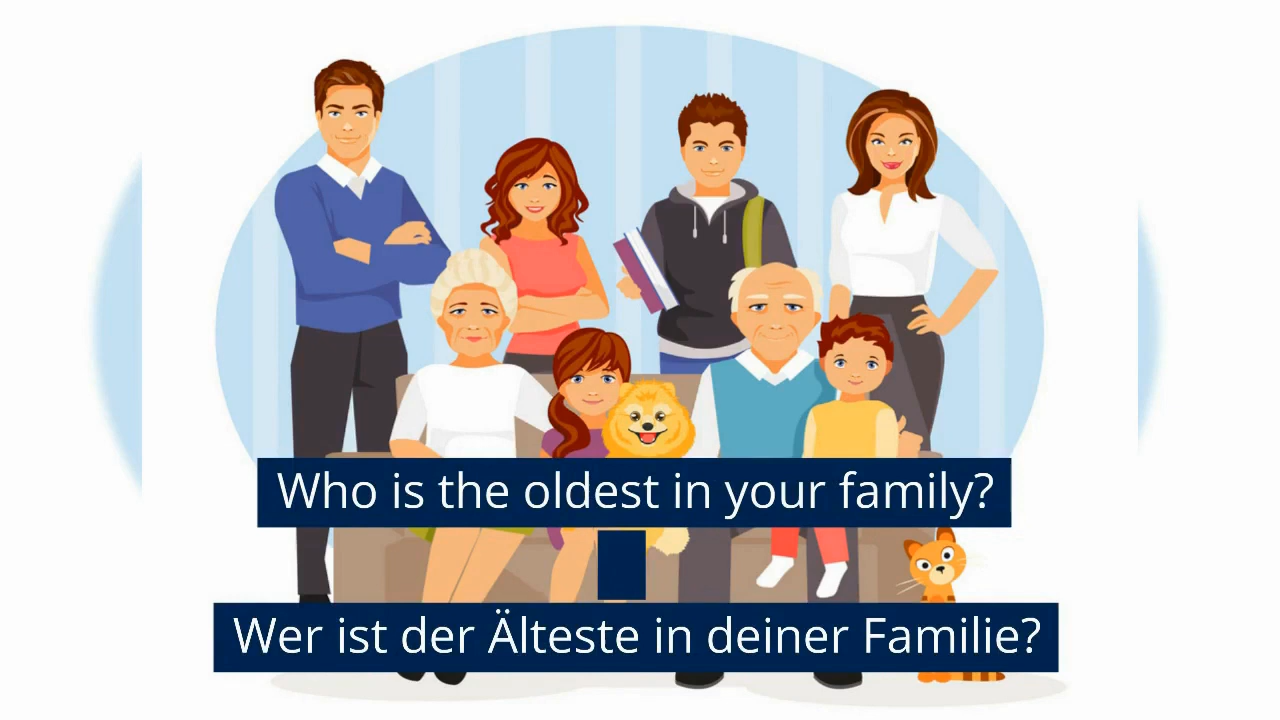 Who is the oldest in your family?
Wer ist der Älteste in deiner Familie?